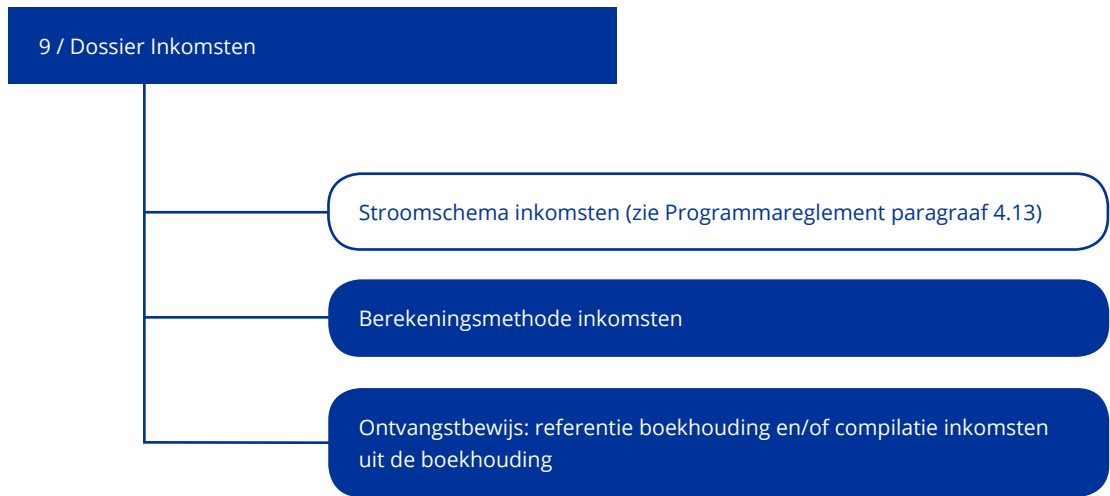 9 / Dossier Inkomsten
Stroomschema inkomsten (zie Programmareglement paragraaf 4.13)
Berekeningsmethode inkomsten
Ontvangstbewijs: referentie boekhouding en/of compilatie inkomsten
uit de boekhouding